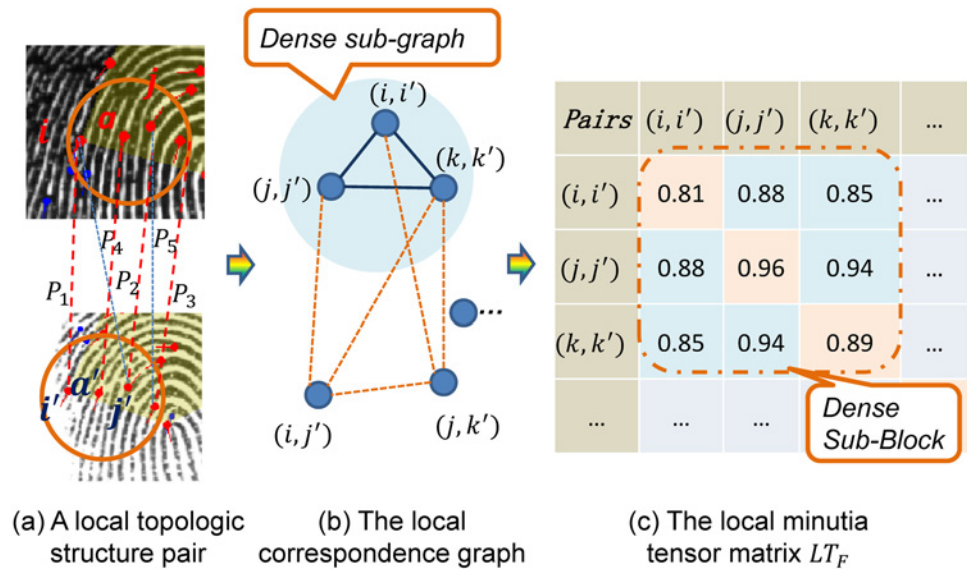 i
a
j
P₄
P₅
P₁
P₂
P₃
i′
a′
j′
(a) A local topologic
structure pair
Dense sub-graph
(i, i′)
(k, k′)
(j, j′)
...
(i, j′)
(j, k′)
(b) The local
correspondence graph
Pairs (i, i′) (j, j′) (k, k′) ...
(i, i′) 0.81 0.88 0.85 ...
(j, j′) 0.88 0.96 0.94 ...
(k, k′) 0.85 0.94 0.89 ...
... ... ...
Dense
Sub-Block
(c) The local minutia
tensor matrix LT_F